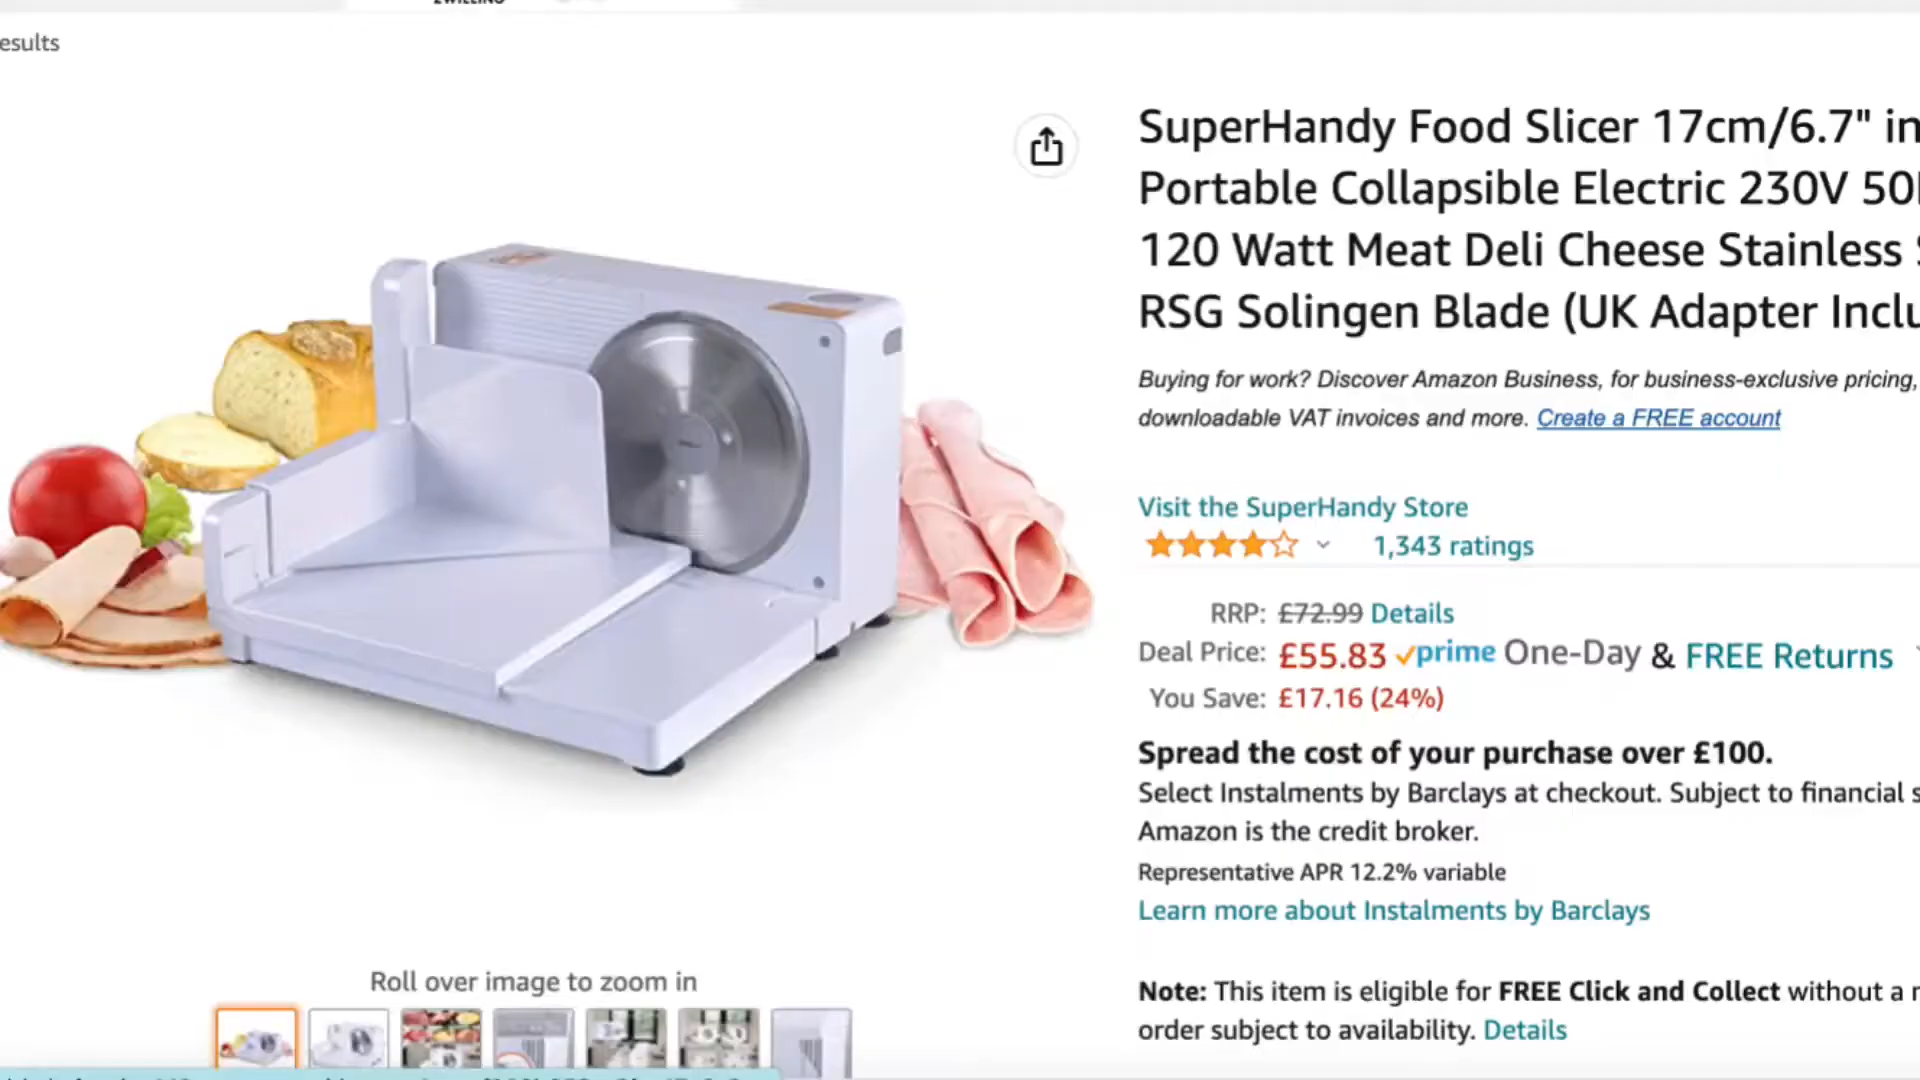 esults
SuperHandy Food Slicer 17cm/6.7" in
Portable Collapsible Electric 230V 50
120 Watt Meat Deli Cheese Stainless
RSG Solingen Blade (UK Adapter Inclu
Buying for work? Discover Amazon Business, for business-exclusive pricing,
downloadable VAT invoices and more. Create a FREE account
Visit the SuperHandy Store
1,343 ratings
RRP: £72.99 Details
Deal Price: £55.83 prime One-Day & FREE Returns
You Save: £17.16 (24%)
Spread the cost of your purchase over £100.
Select Instalments by Barclays at checkout. Subject to financial s
Amazon is the credit broker.
Representative APR 12.2% variable
Learn more about Instalments by Barclays
Roll over image to zoom in
Note: This item is eligible for FREE Click and Collect without a
order subject to availability. Details